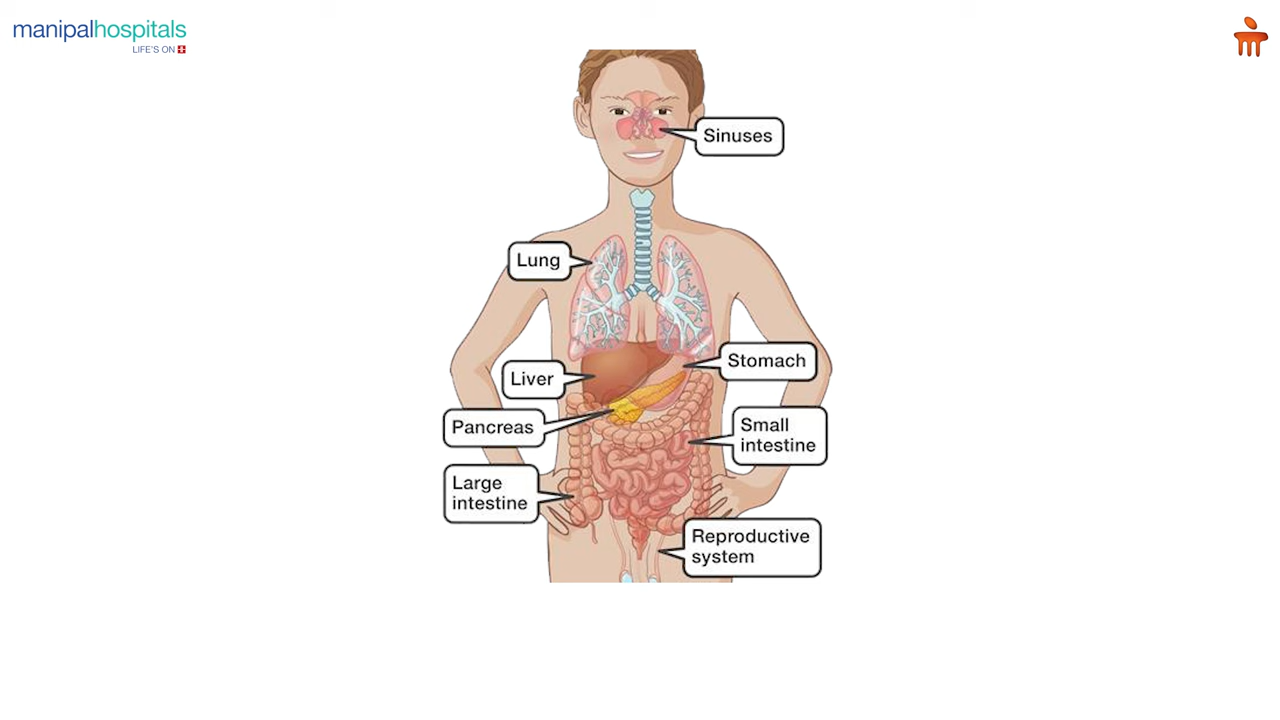 manipalhospitals
LIFE'S ON
Sinuses
Lung
Stomach
Liver
Small
intestine
Pancreas
Large
intestine
Reproductive
system